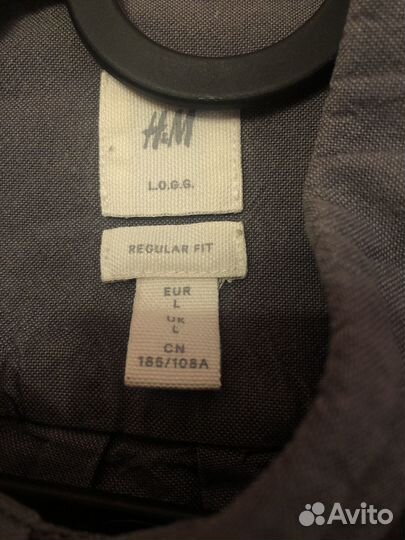 H&M
L.O.G.G.
REGULAR FIT
EUR
L
UK
L
CN
185/108A
Avito